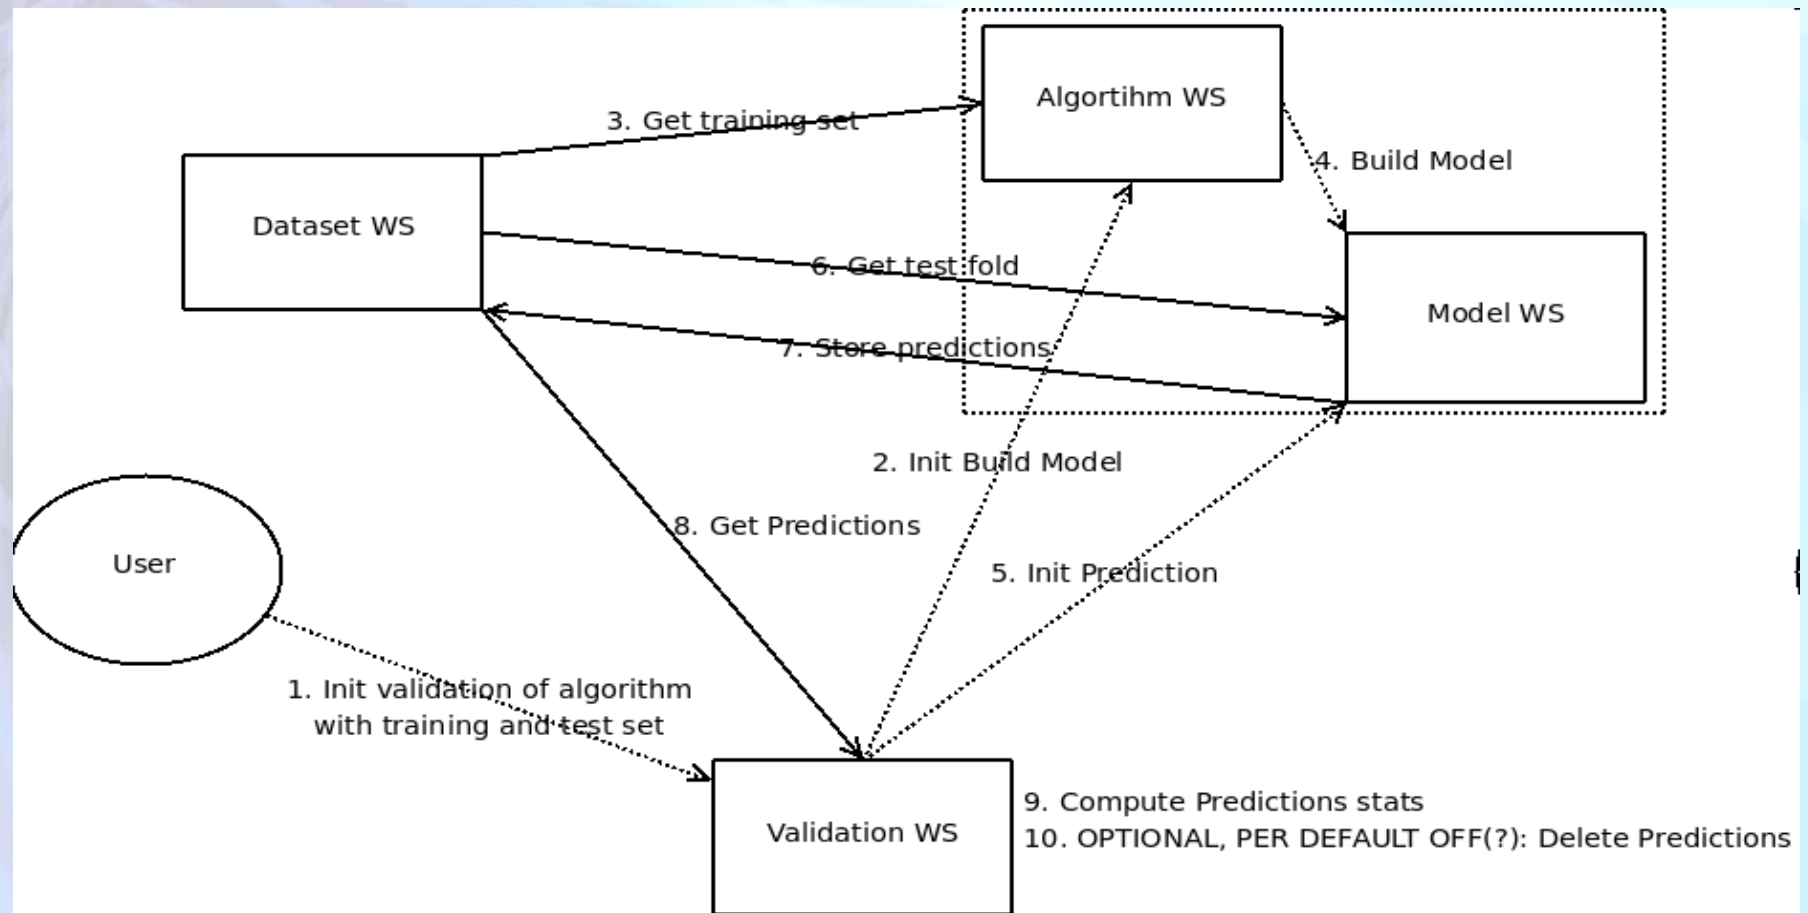 Algortihm WS
3. Get training set
4. Build Model
Dataset WS
6. Get test fold
Model WS
7. Store predictions
2. Init Build Model
8. Get Predictions
User
5. Init Prediction
1. Init validation of algorithm
with training and test set
9. Compute Predictions stats
Validation WS
10. OPTIONAL, PER DEFAULT OFF(?): Delete Predictions